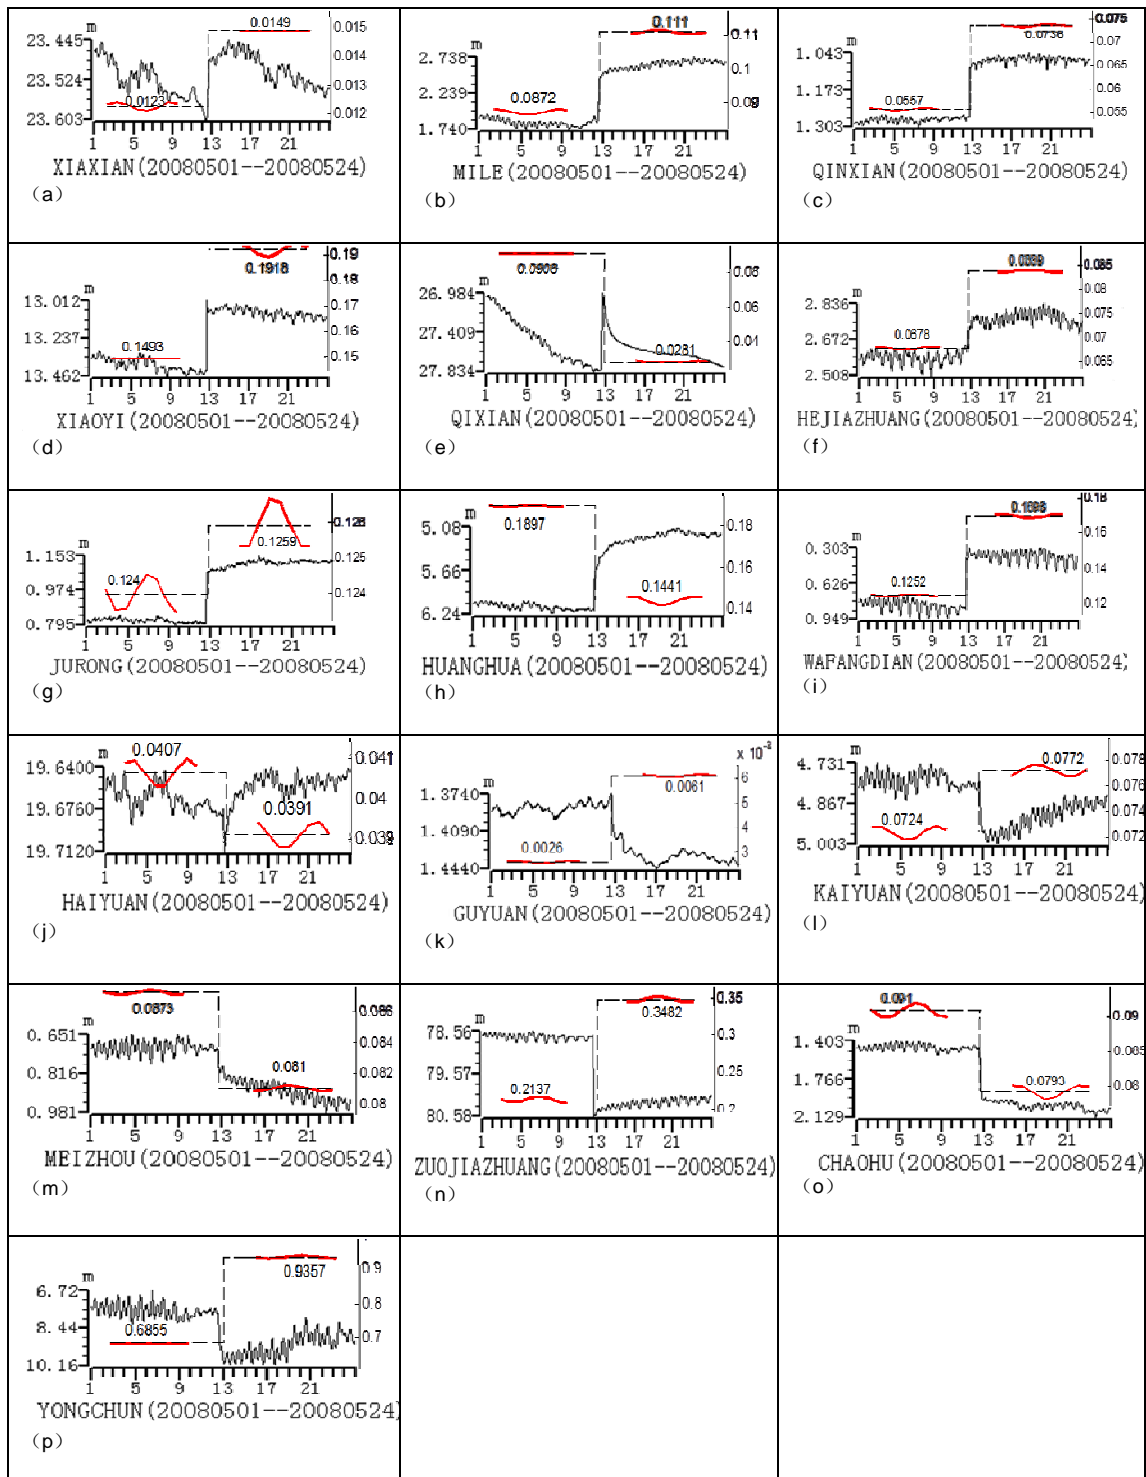 m
0.0149
0.015
23.445
0.014
23.524
0.013
0.0123
0.012
23.603
1 5 9 13 17 21
XIAXIAN(20080501--20080524)
(a)
m
0.111
0.11
2.738
0.1
2.239
0.0872
1.740
1 5 9 13 17 21
MILE(20080501--20080524)
(b)
0.075
m
0.0736
0.07
1.043
0.065
1.173
0.0557
0.055
1.303
1 5 9 13 17 21
QINXIAN(20080501--20080524)
(c)
0.19
0.1918
m
0.18
13.012
0.17
13.237
0.16
0.1493
0.15
13.462
1 5 9 13 17 21
XIAOYI(20080501--20080524)
(d)
m
0.0906
0.08
26.984
0.06
27.409
0.04
0.0281
27.834
1 5 9 13 17 21
QIXIAN(20080501--20080524)
(e)
m
0.085
2.836
0.08
0.075
2.672
0.0678
0.07
0.065
2.508
1 5 9 13 17 21
HEJIAZHUANG(20080501--20080524)
(f)
m
0.126
0.1259
1.153
0.125
0.974
0.124
0.124
0.795
1 5 9 13 17 21
JURONG(20080501--20080524)
(g)
m
0.1897
0.18
5.08
0.16
5.66
0.1441
0.14
6.24
1 5 9 13 17 21
HUANGHUA(20080501--20080524)
(h)
m
0.18
0.1698
0.16
0.303
0.14
0.626
0.1252
0.12
0.949
1 5 9 13 17 21
WAFANGDIAN(20080501--20080524)
(i)
m
0.0407
0.041
19.6400
0.04
19.6760
0.0391
19.7120
1 5 9 13 17 21
HAIYUAN(20080501--20080524)
(j)
m
6
0.0061
1.3740
5
1.4090
4
0.0026
3
1.4440
1 5 9 13 17 21
GUYUAN(20080501--20080524)
(k)
m
0.0772
0.078
4.731
0.076
4.867
0.074
0.0724
0.072
5.003
1 5 9 13 17 21
KAIYUAN(20080501--20080524)
(l)
m
0.0873
0.086
0.651
0.084
0.816
0.081
0.082
0.08
0.981
1 5 9 13 17 21
MEIZHOU(20080501--20080524)
(m)
m
0.35
0.3482
78.56
0.3
79.57
0.25
0.2137
0.2
80.58
1 5 9 13 17 21
ZUOJIAZHUANG(20080501--20080524)
(n)
0.091
m
0.09
1.403
0.085
1.766
0.0793
0.08
2.129
1 5 9 13 17 21
CHAOHU(20080501--20080524)
(o)
m
0.9357
0.9
6.72
0.8
8.44
0.6855
0.7
10.16
1 5 9 13 17 21
YONGCHUN(20080501--20080524)
(p)